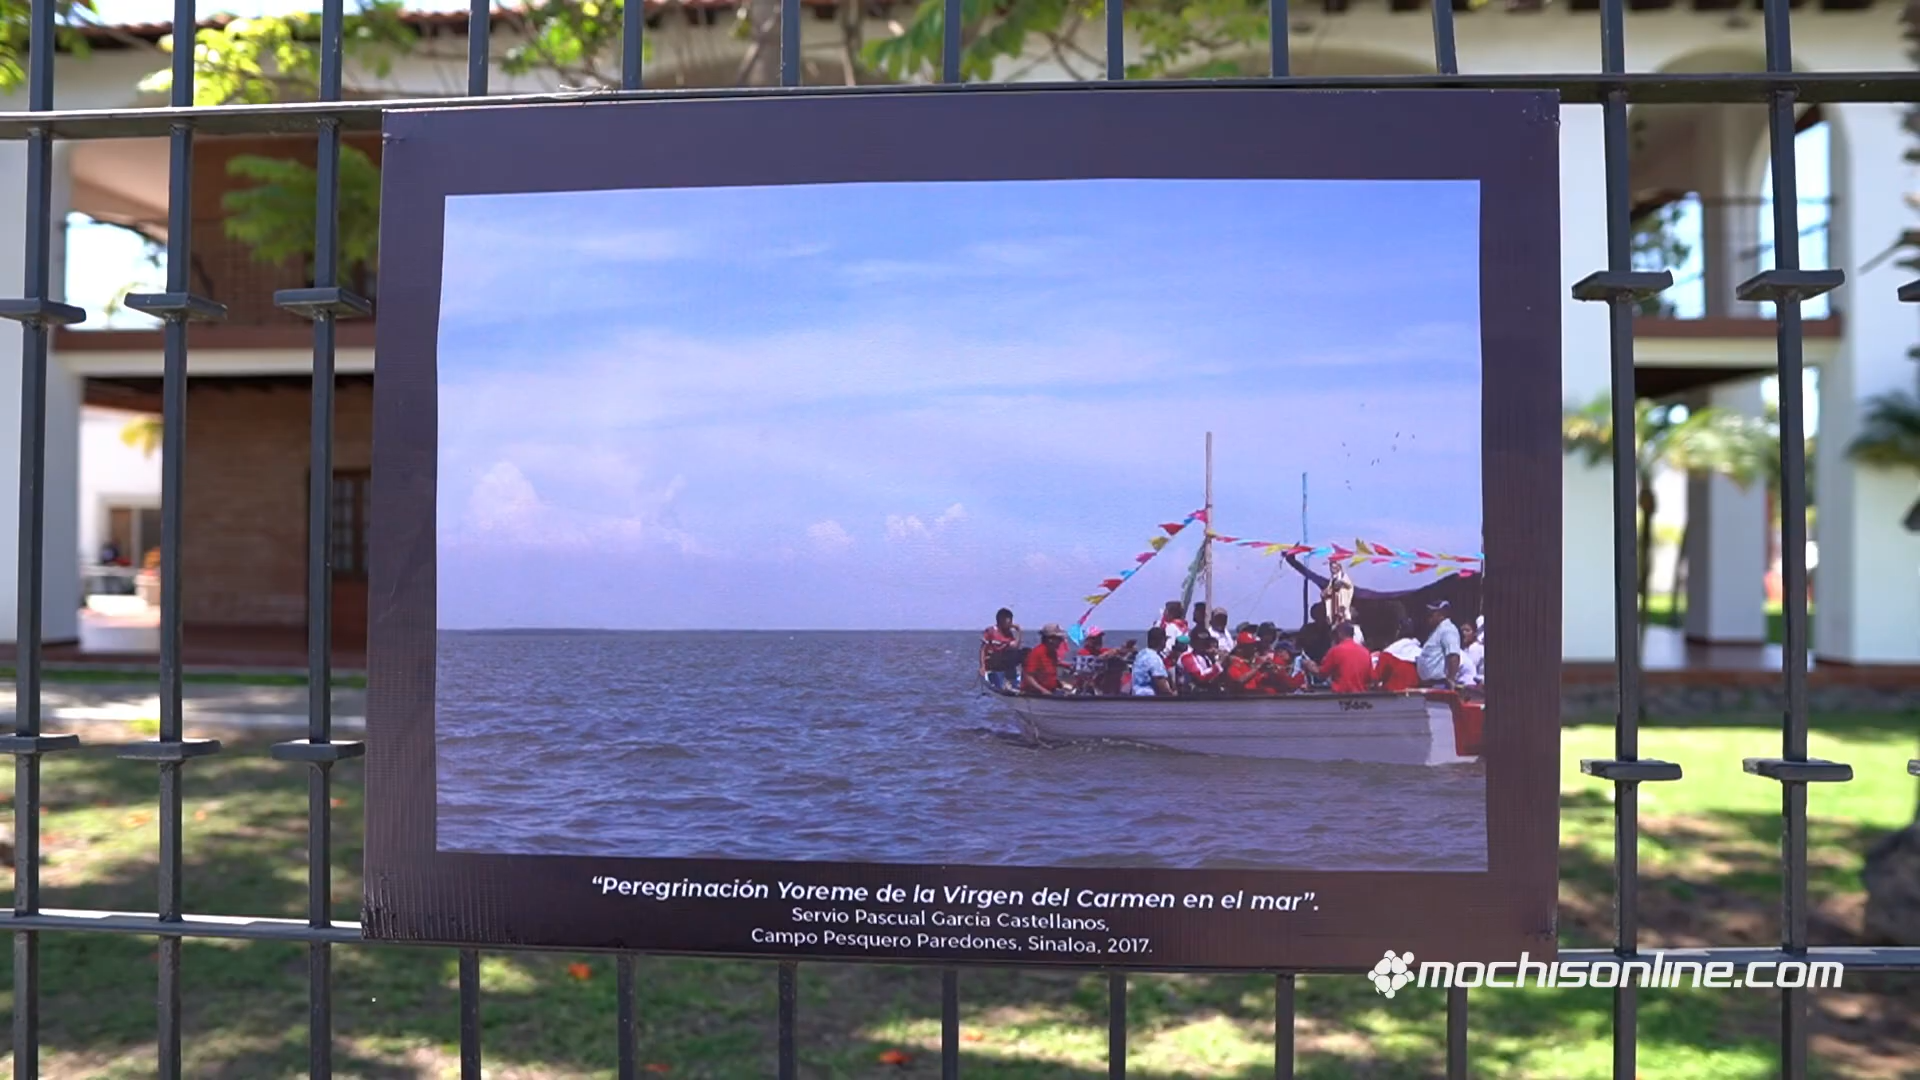 “Peregrinación Yoreme de la Virgen del Carmen en el mar”.
Servio Pascual García Castellanos,
Campo Pesquero Paredones, Sinaloa, 2017.
mochisonline.com